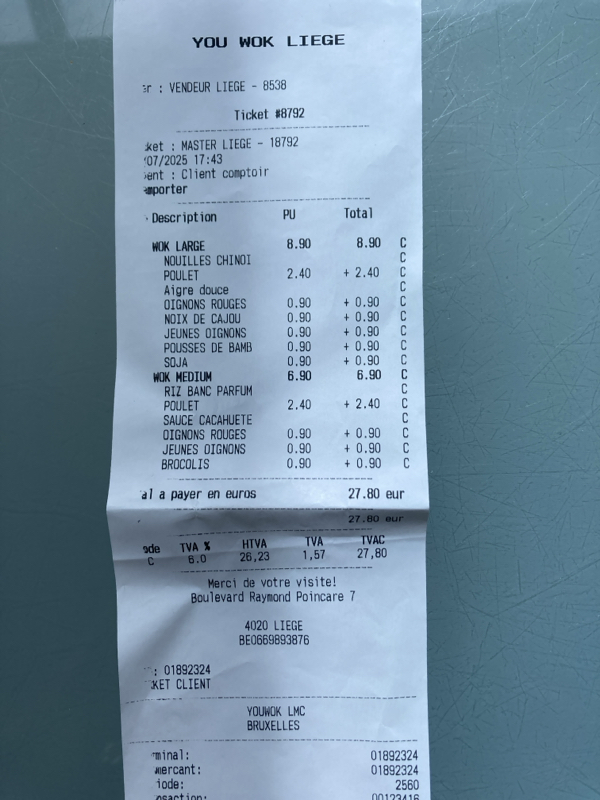 YOU WOK LIEGE
: VENDEUR LIEGE - 8538
Ticket #8792
: MASTER LIEGE - 18792
/07/2025 17:43
: Client comptoir
Description PU Total
WOK LARGE 8.90 8.90 C
NOUILLES CHINOI C
POULET 2.40 + 2.40 C
Aigre douce C
OIGNONS ROUGES 0.90 + 0.90 C
NOIX DE CAJOU 0.90 + 0.90 C
JEUNES OIGNONS 0.90 + 0.90 C
POUSSES DE BAMB 0.90 + 0.90 C
SOJA 0.90 + 0.90 C
WOK MEDIUM 6.90 6.90 C
RIZ BANC PARFUM C
POULET 2.40 + 2.40 C
SAUCE CACAHUETE C
OIGNONS ROUGES 0.90 + 0.90 C
JEUNES OIGNONS 0.90 + 0.90 C
BROCOLIS 0.90 + 0.90 C
al a payer en euros 27.80 eur
27.80 eur
TVA % HTVA TVA TVAC
C 6.0 26,23 1,57 27,80
Merci de votre visite!
Boulevard Raymond Poincare 7
4020 LIEGE
BE0669893876
: 01892324
KET CLIENT
YOUWOK LMC
BRUXELLES
minal: 01892324
01892324
2560
00123416